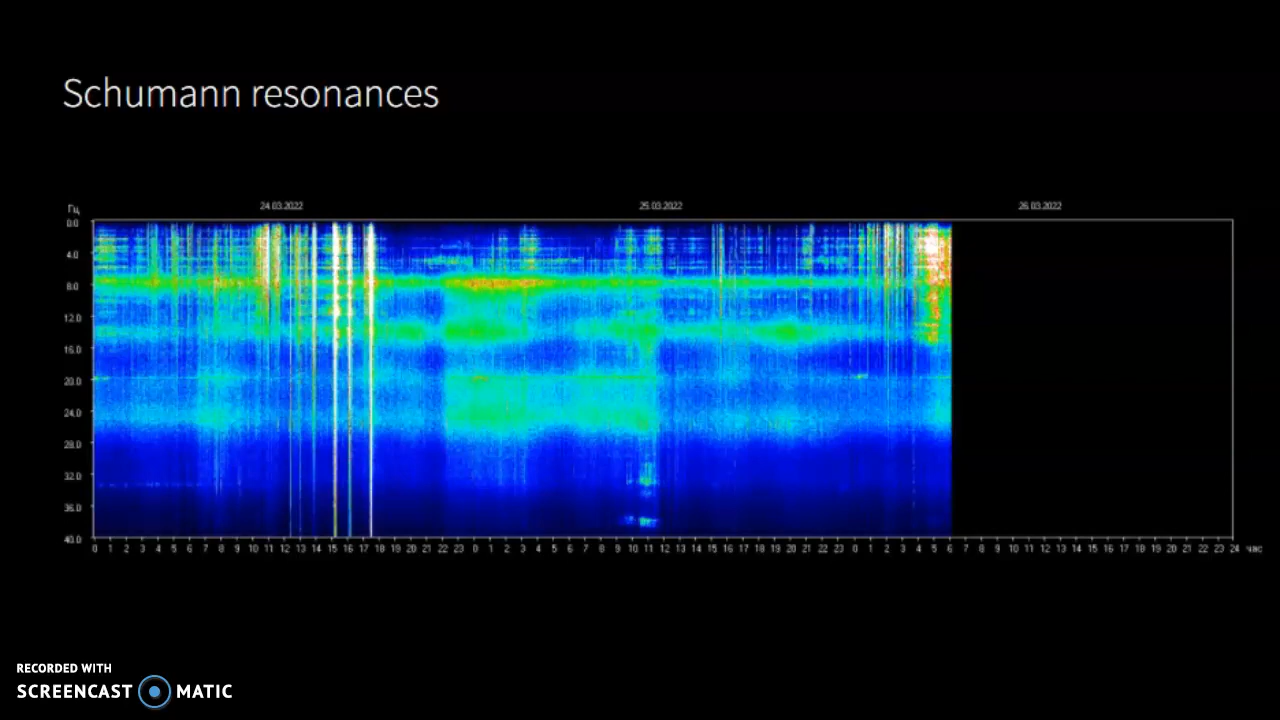 Schumann resonances
24.03.2022 25.03.2022 26.03.2022
Гц
0.0
4.0
8.0
12.0
16.0
20.0
24.0
28.0
32.0
36.0
40.0
0 1 2 3 4 5 6 7 8 9 10 11 12 13 14 15 16 17 18 19 20 21 22 23 0 1 2 3 4 5 6 7 8 9 10 11 12 13 14 15 16 17 18 19 20 21 22 23 0 1 2 3 4 5 6 7 8 9 10 11 12 13 14 15 16 17 18 19 20 21 22 23 24 час
RECORDED WITH
SCREENCAST MATIC